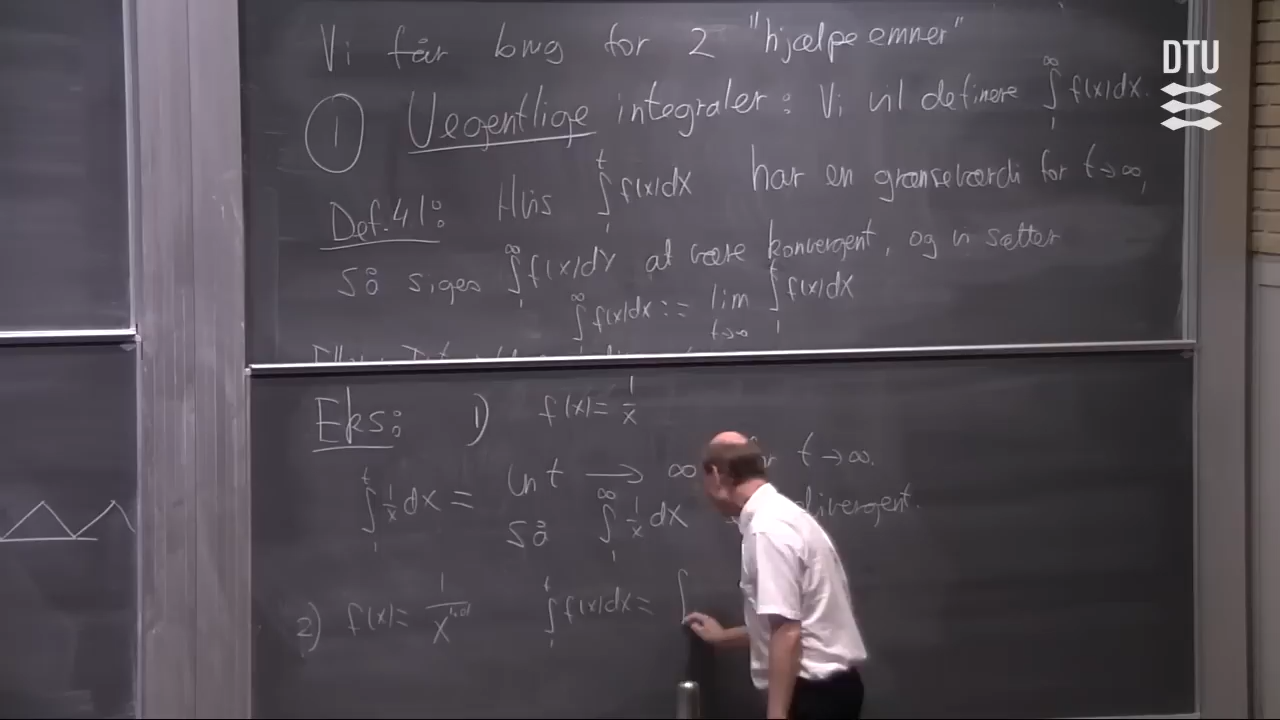 Vi får brug for 2 "hjælpeemner"
① Uegentlige integraler: Vi vil definere ∫₁^∞ f(x)dx.
Def. 4.1: Hvis ∫₁^t f(x)dx har en grænseværdi for t→∞,
så siges ∫₁^∞ f(x)dx at være konvergent, og vi sætter
∫₁^∞ f(x)dx := lim_{t→∞} ∫₁^t f(x)dx
Eks: 1) f(x)= 1/x
∫₁^t 1/x dx = ln t → ∞ for t→∞.
så ∫₁^∞ 1/x dx divergent.
2) f(x)= 1/x^{1.01} ∫₁^t f(x)dx = ∫
DTU